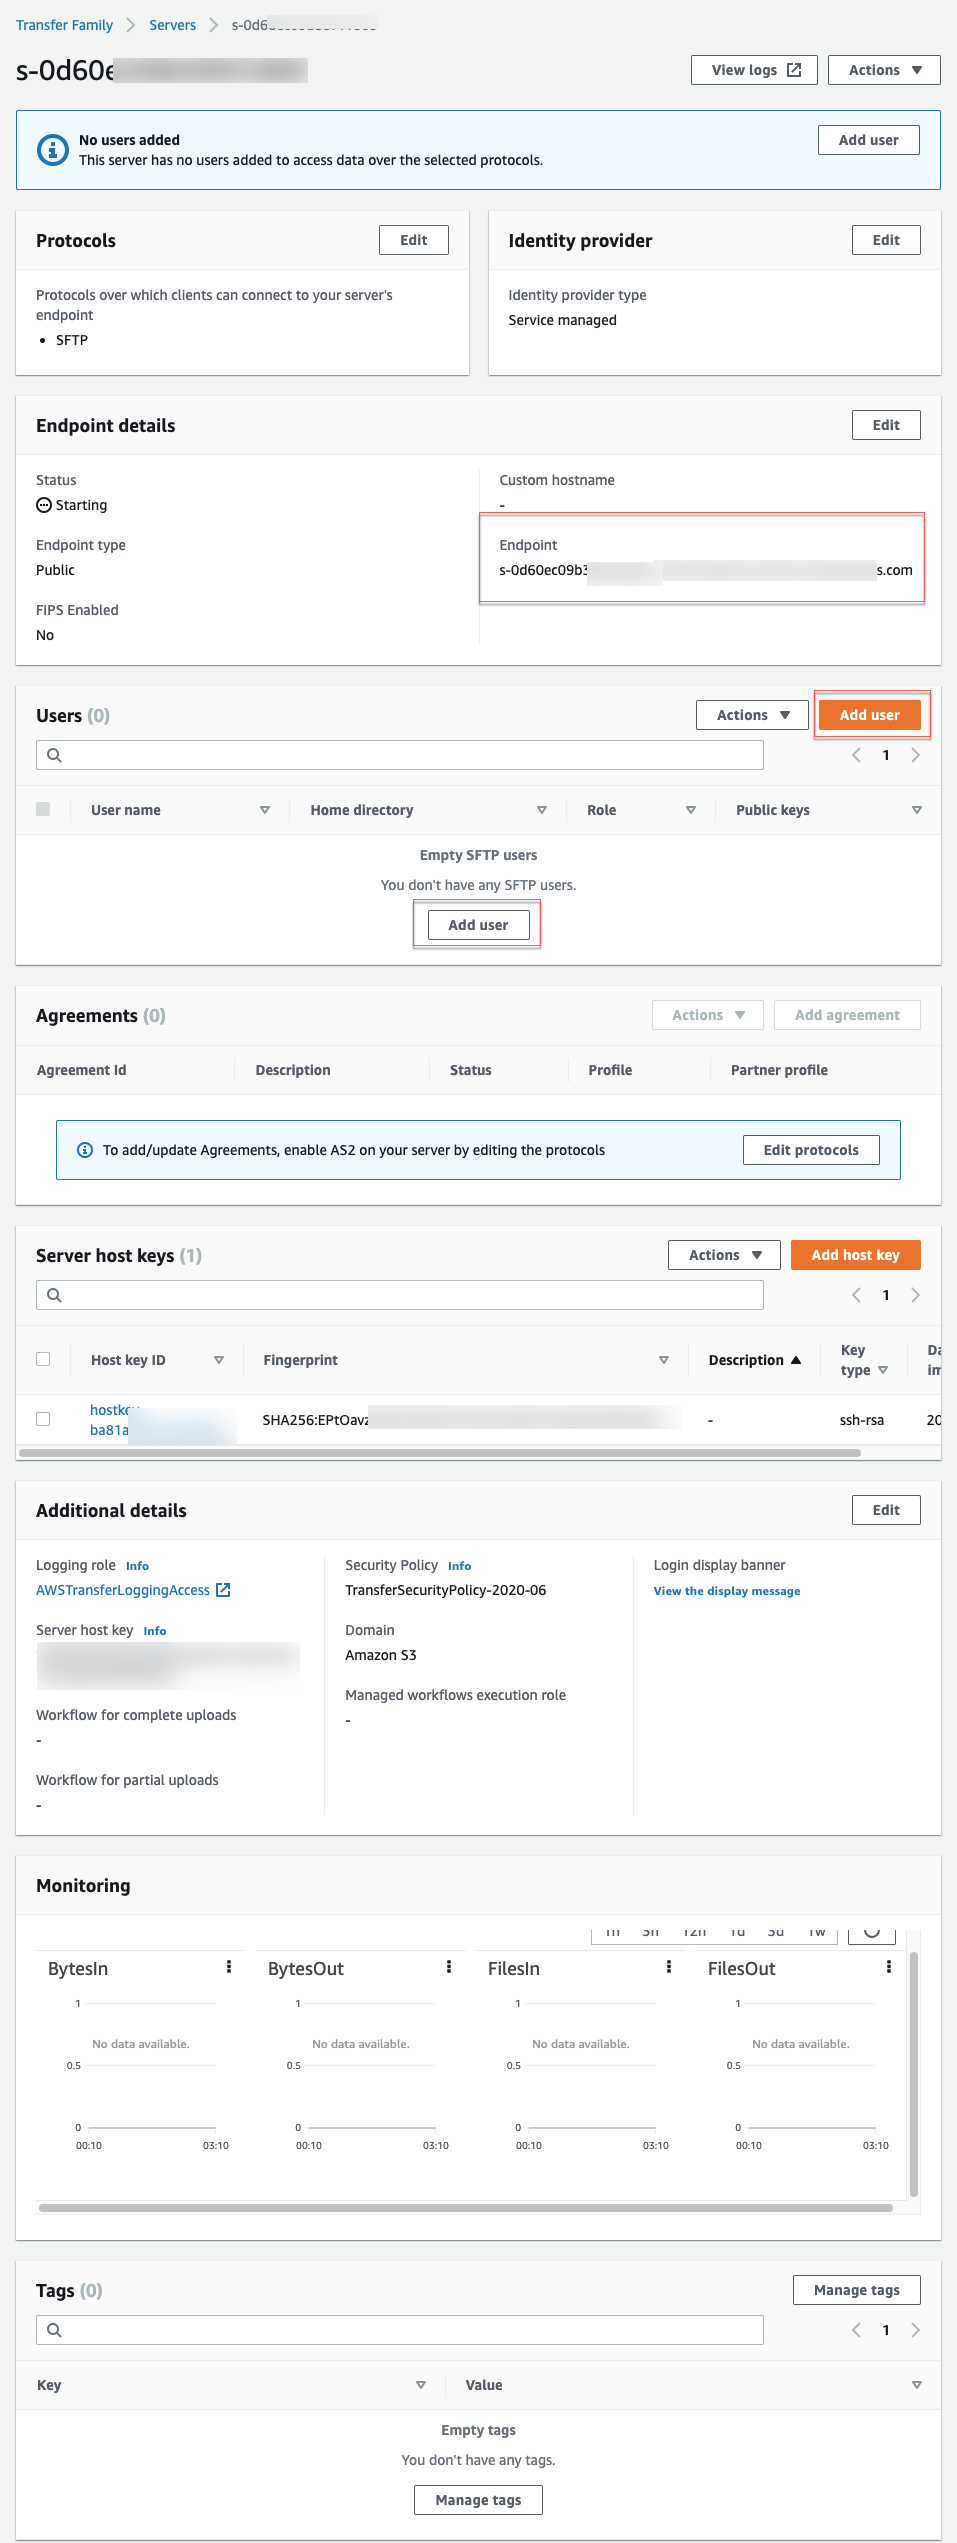 Transfer Family > Servers >
s-0d60e
View logs Actions
No users added
This server has no users added to access data over the selected protocols.
Add user
Protocols Edit
Protocols over which clients can connect to your server's
endpoint
• SFTP
Identity provider Edit
Identity provider type
Service managed
Endpoint details Edit
Status
Starting
Endpoint type
Public
FIPS Enabled
No
Custom hostname
-
Endpoint
s-0d60ec09b s.com
Users (0) Actions Add user
1
User name Home directory Role Public keys
Empty SFTP users
You don't have any SFTP users.
Add user
Agreements (0) Actions Add agreement
Agreement Id Description Status Profile Partner profile
To add/update Agreements, enable AS2 on your server by editing the protocols Edit protocols
Server host keys (1) Actions Add host key
1
Host key ID Fingerprint Description Key
type
hostkey
ba81a
SHA256:EPtOavz - ssh-rsa 20
Additional details Edit
Logging role Info
AWSTransferLoggingAccess
Server host key Info
Workflow for complete uploads
-
Workflow for partial uploads
-
Security Policy Info
TransferSecurityPolicy-2020-06
Domain
Amazon S3
Managed workflows execution role
-
Login display banner
View the display message
Monitoring
1h 3h 12h 1d 3d 1w
BytesIn
1
No data available.
0.5
0
00:10 03:10
BytesOut
1
No data available.
0.5
0
00:10 03:10
FilesIn
1
No data available.
0.5
0
00:10 03:10
FilesOut
1
No data available.
0.5
0
00:10 03:10
Tags (0) Manage tags
1
Key Value
Empty tags
You don't have any tags.
Manage tags